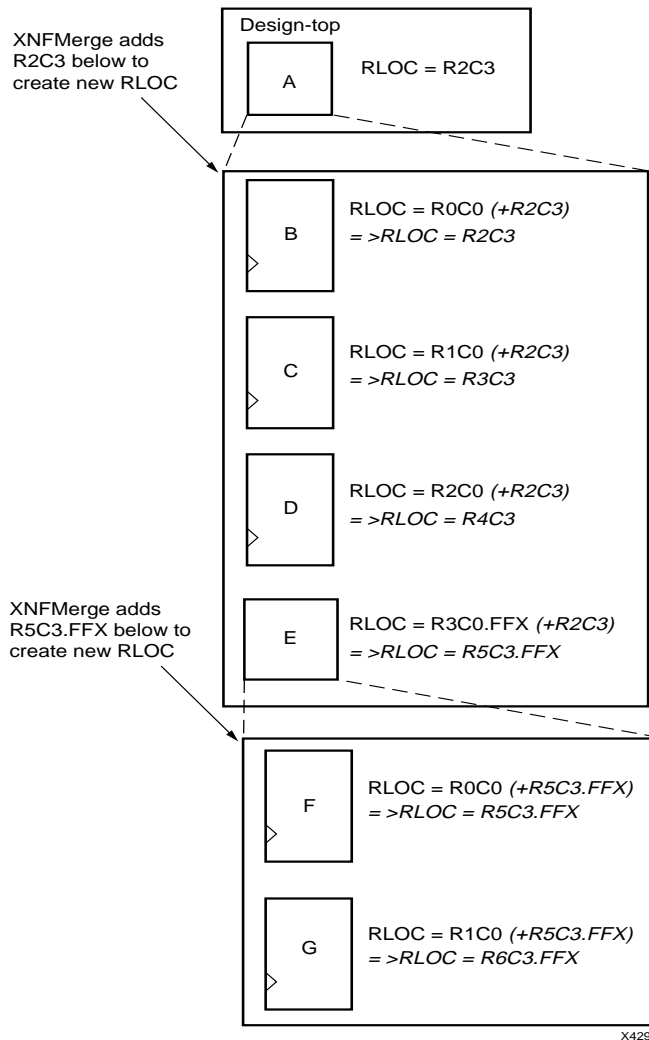 XNFMerge adds
R2C3 below to
create new RLOC
Design-top
A
RLOC = R2C3
B
RLOC = R0C0 (+R2C3)
= >RLOC = R2C3
C
RLOC = R1C0 (+R2C3)
= >RLOC = R3C3
D
RLOC = R2C0 (+R2C3)
= >RLOC = R4C3
XNFMerge adds
R5C3.FFX below to
create new RLOC
E
RLOC = R3C0.FFX (+R2C3)
= >RLOC = R5C3.FFX
F
RLOC = R0C0 (+R5C3.FFX)
= >RLOC = R5C3.FFX
G
RLOC = R1C0 (+R5C3.FFX)
= >RLOC = R6C3.FFX
X429